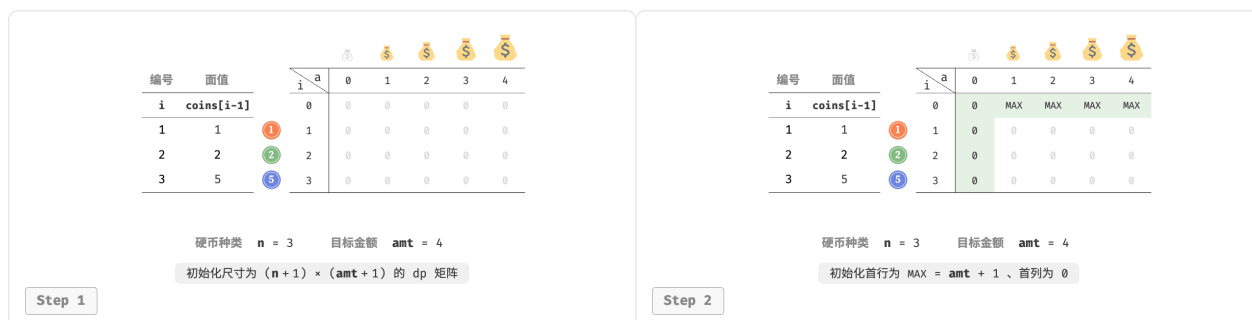 a
0 1 2 3 4
编号 面值
i
i coins[i-1]
0 0 0 0 0 0
1 1 1 1 0 0 0 0 0
2 2 2 2 0 0 0 0 0
3 5 5 3 0 0 0 0 0
硬币种类 n = 3 目标金额 amt = 4
初始化尺寸为 (n + 1) × (amt + 1) 的 dp 矩阵
Step 1
a
0 1 2 3 4
编号 面值
i
i coins[i-1]
0 0 MAX MAX MAX MAX
1 1 1 1 0 0 0 0 0
2 2 2 2 0 0 0 0 0
3 5 5 3 0 0 0 0 0
硬币种类 n = 3 目标金额 amt = 4
初始化首行为 MAX = amt + 1 、首列为 0
Step 2